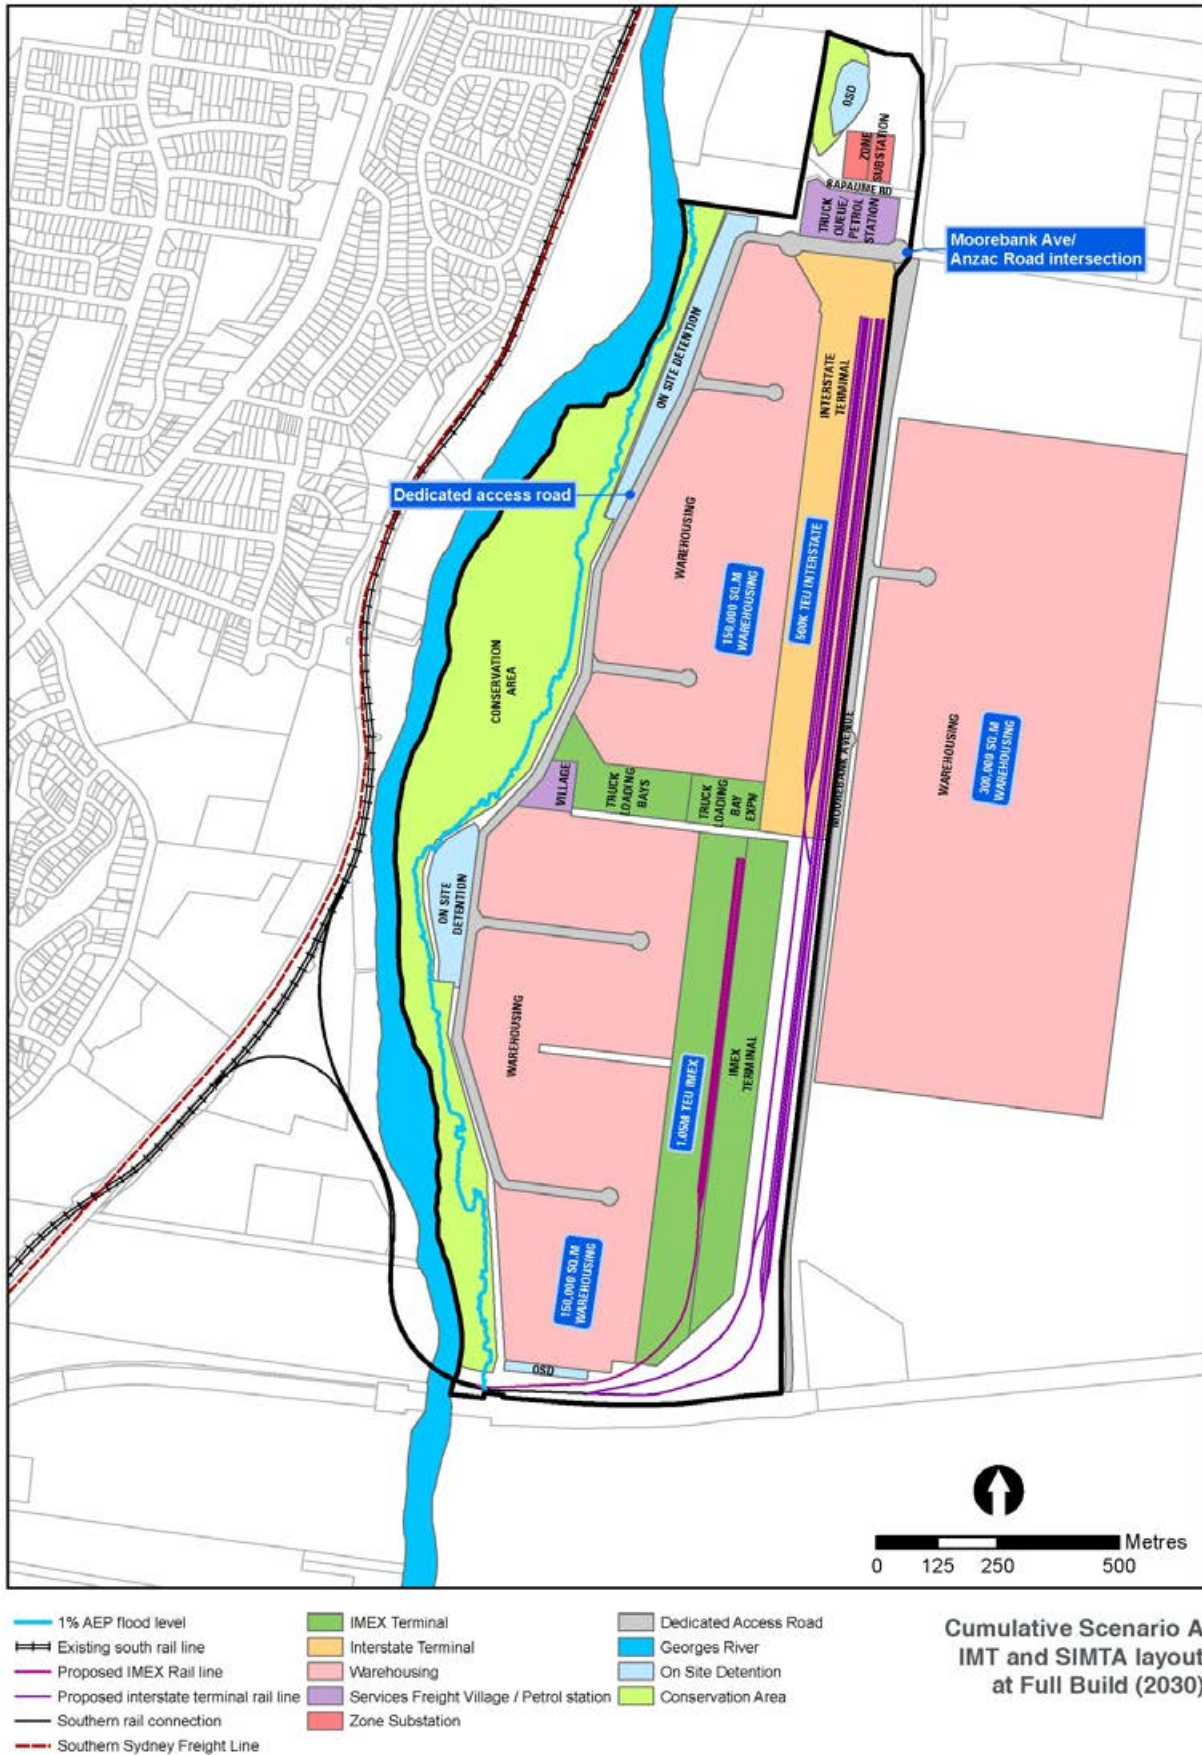 OSD
ZONE
SUBSTATION
BAPAUME RD
TRUCK
QUEUE/
PETROL
STATION
Moorebank Ave/
Anzac Road intersection
ON SITE DETENTION
INTERSTATE
TERMINAL
Dedicated access road
WAREHOUSING
150,000 SQ.M
WAREHOUSING
500K TEU INTERSTATE
CONSERVATION
AREA
MOOREBANK AVENUE
WAREHOUSING
300,000 SQ.M
WAREHOUSING
VILLAGE
TRUCK
LOADING
BAYS
TRUCK
LOADING
BAY
EXPN
ON SITE
DETENTION
WAREHOUSING
1.05M TEU IMEX
IMEX
TERMINAL
150,000 SQ.M
WAREHOUSING
OSD
Metres
0 125 250 500
1% AEP flood level
Existing south rail line
Proposed IMEX Rail line
Proposed interstate terminal rail line
Southern rail connection
Southern Sydney Freight Line
IMEX Terminal
Interstate Terminal
Warehousing
Services Freight Village / Petrol station
Zone Substation
Dedicated Access Road
Georges River
On Site Detention
Conservation Area
Cumulative Scenario A
IMT and SIMTA layout
at Full Build (2030)